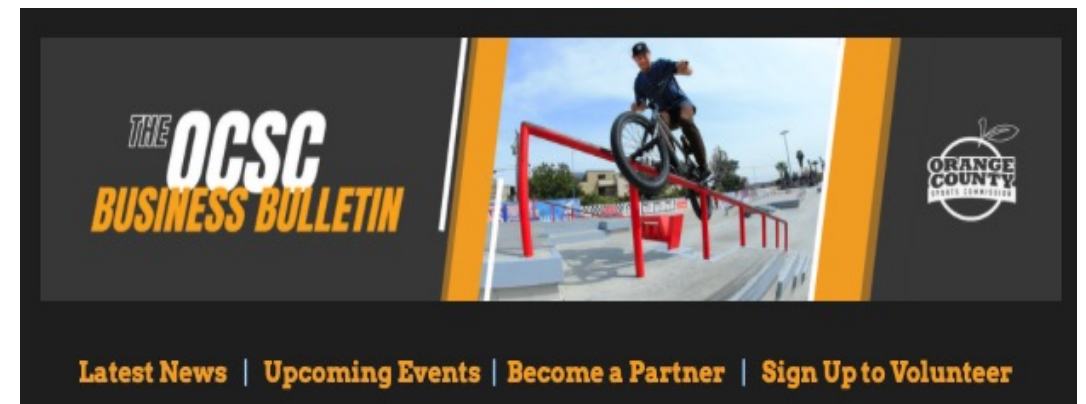 THE OCSC
BUSINESS BULLETIN
ORANGE
COUNTY
SPORTS COMMISSION
Latest News | Upcoming Events | Become a Partner | Sign Up to Volunteer